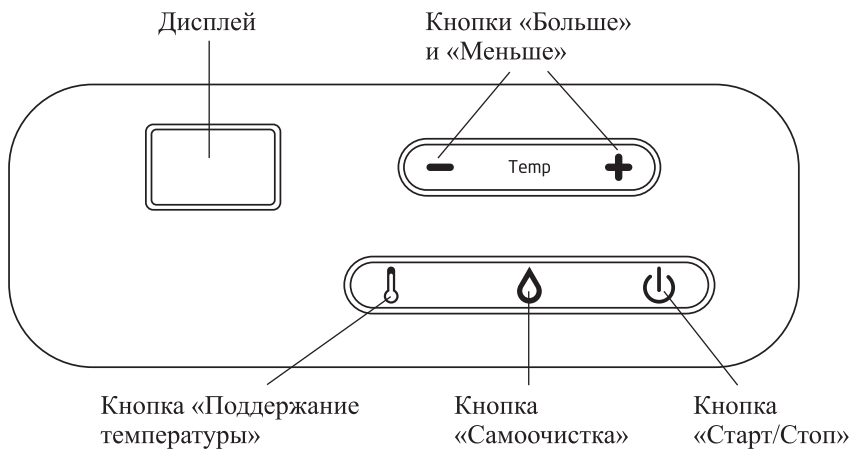 Дисплей
Кнопки «Больше»
и «Меньше»
Temp
Кнопка «Поддержание
температуры»
Кнопка
«Самоочистка»
Кнопка
«Старт/Стоп»